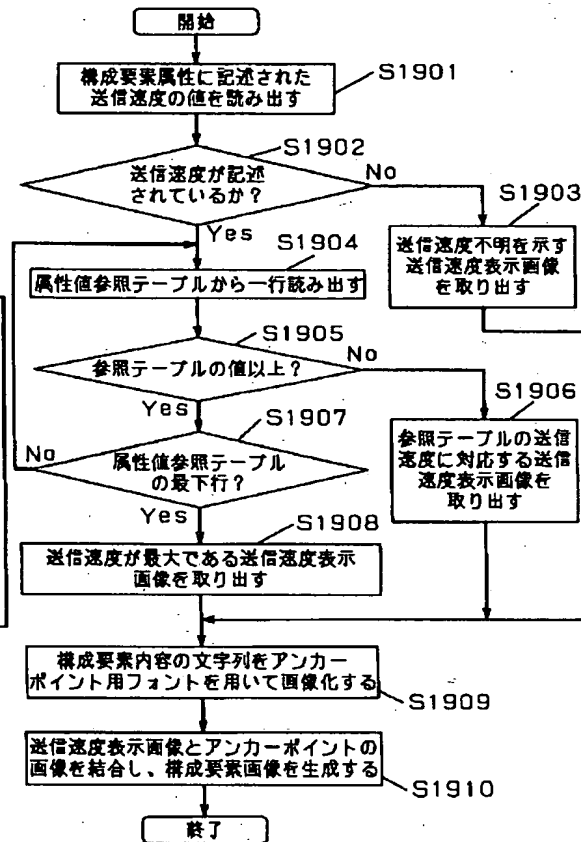 開始
構成要素属性に記述された
送信速度の値を読み出す
S1901
S1902
送信速度が記述
されているか？
No
Yes
S1903
送信速度不明を示す
送信速度表示画像
を取り出す
S1904
属性値参照テーブルから一行読み出す
S1905
参照テーブルの値以上？
No
Yes
S1906
参照テーブルの送信
速度に対応する送信
速度表示画像を
取り出す
S1907
No
属性値参照テーブル
の最下行？
Yes
S1908
送信速度が最大である送信速度表示
画像を取り出す
構成要素内容の文字列をアンカー
ポイント用フォントを用いて画像化する
S1909
送信速度表示画像とアンカーポイントの
画像を結合し、構成要素画像を生成する
S1910
終了